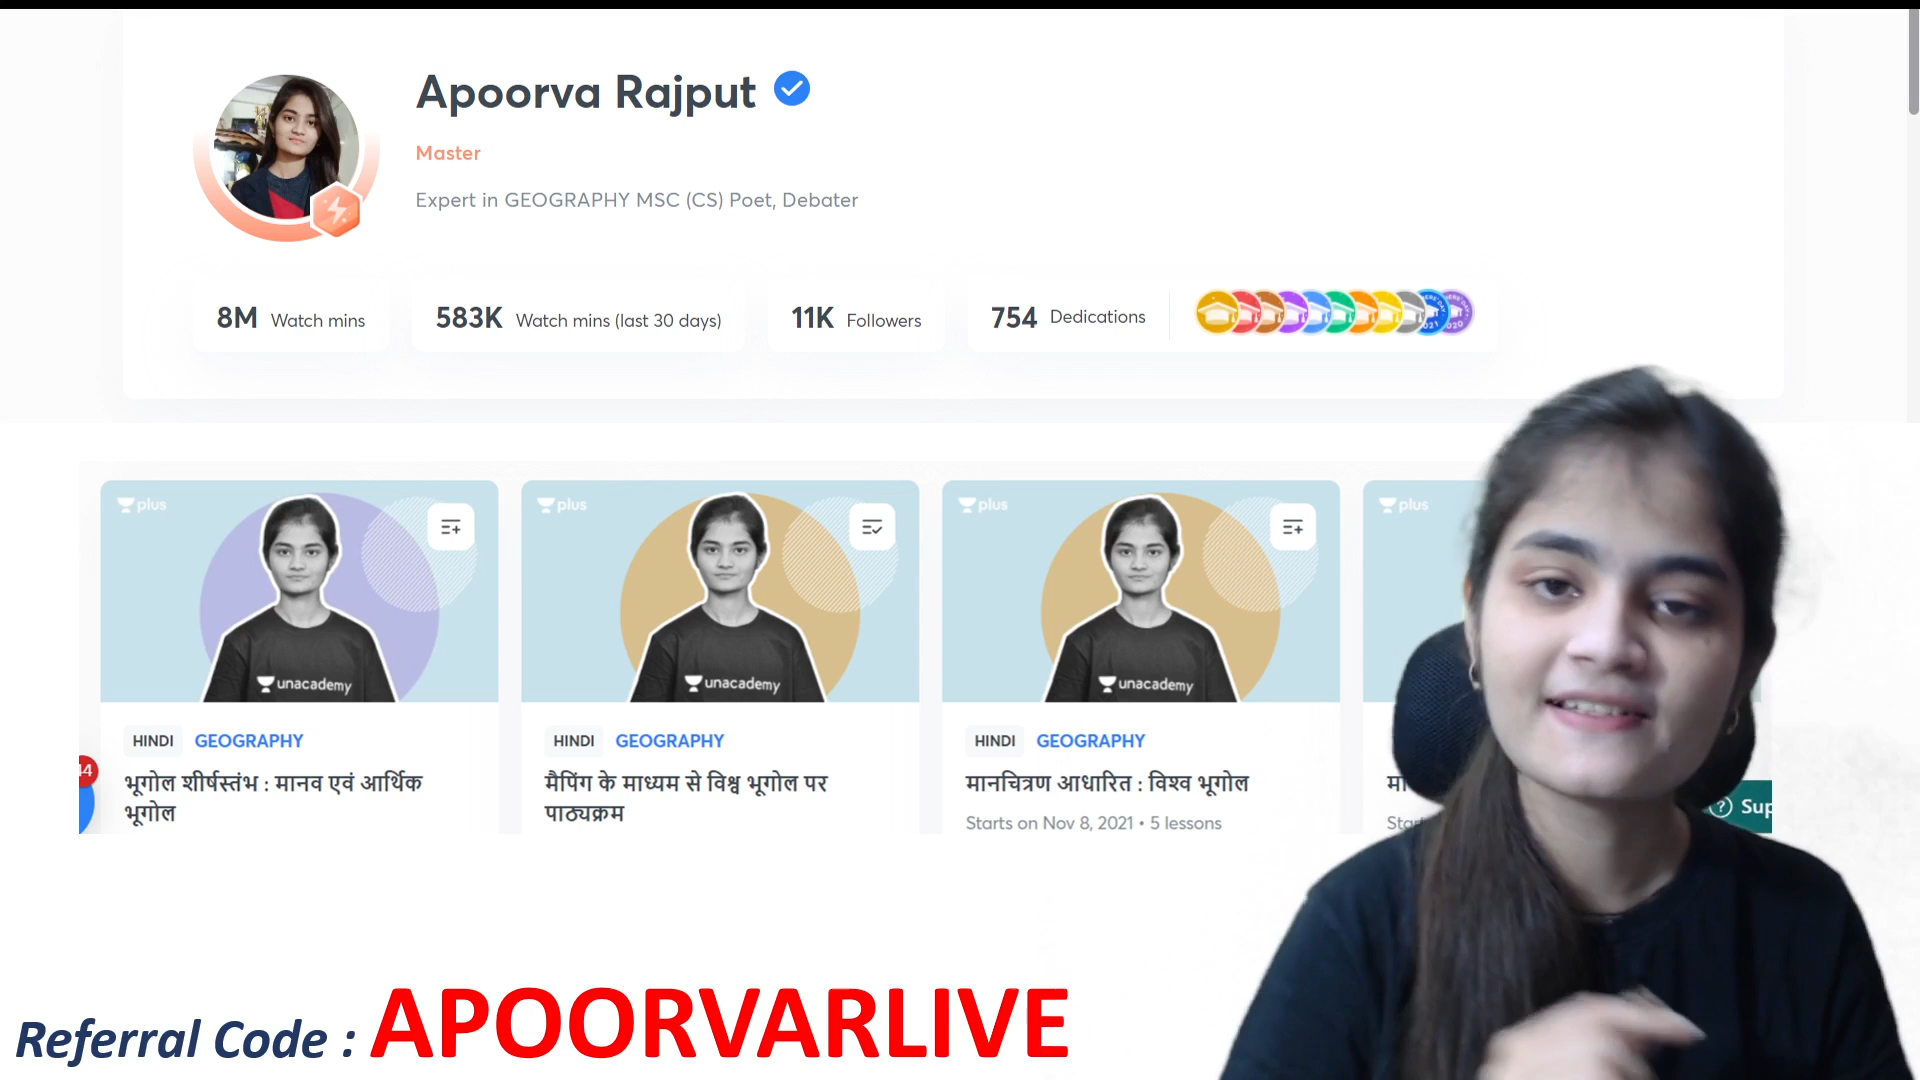 Apoorva Rajput
Master
Expert in GEOGRAPHY MSC (CS) Poet, Debater
8M Watch mins
583K Watch mins (last 30 days)
11K Followers
754 Dedications
plus
plus
plus
plus
unacademy
unacademy
unacademy
HINDI GEOGRAPHY
HINDI GEOGRAPHY
HINDI GEOGRAPHY
भूगोल शीर्षस्तंभ : मानव एवं आर्थिक
भूगोल
मैपिंग के माध्यम से विश्व भूगोल पर
पाठ्यक्रम
मानचित्रण आधारित : विश्व भूगोल
Starts on Nov 8, 2021 • 5 lessons
Referral Code : APOORVARLIVE